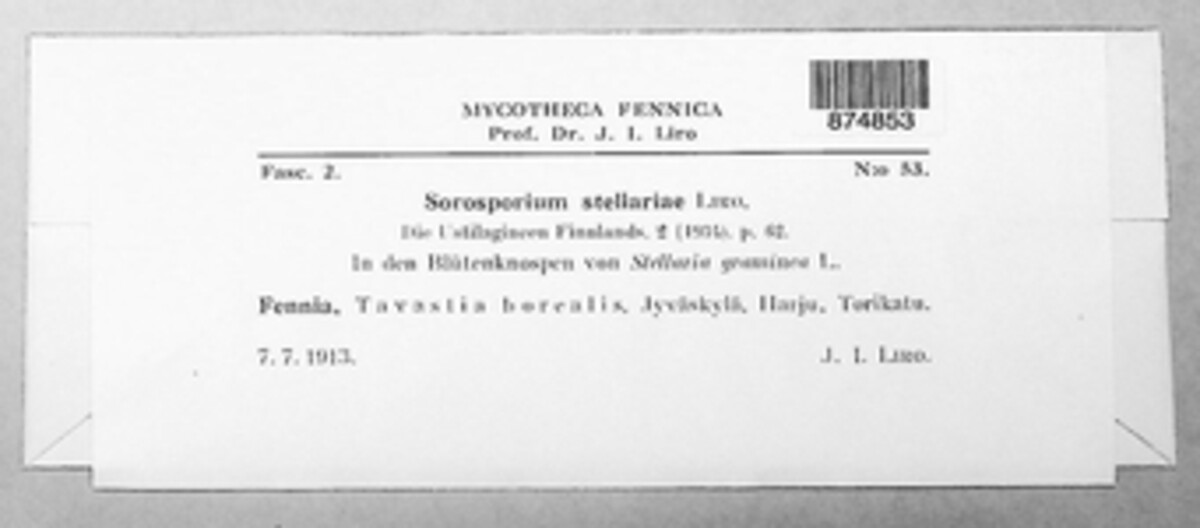 874853
MYCOTHECA FENNICA
Prof. Dr. J. I. Liro
Fasc. 2. N:o 53.
Sorosporium stellariae LIRO.
Die Ustilagineen Finnlands. 2 p. 62.
In den Blütenknospen von Stellaria graminea L.
Fennia, Tavastia borealis, Jyväskylä, Harju, Torikatu.
7. 7. 1913. J. I. LIRO.